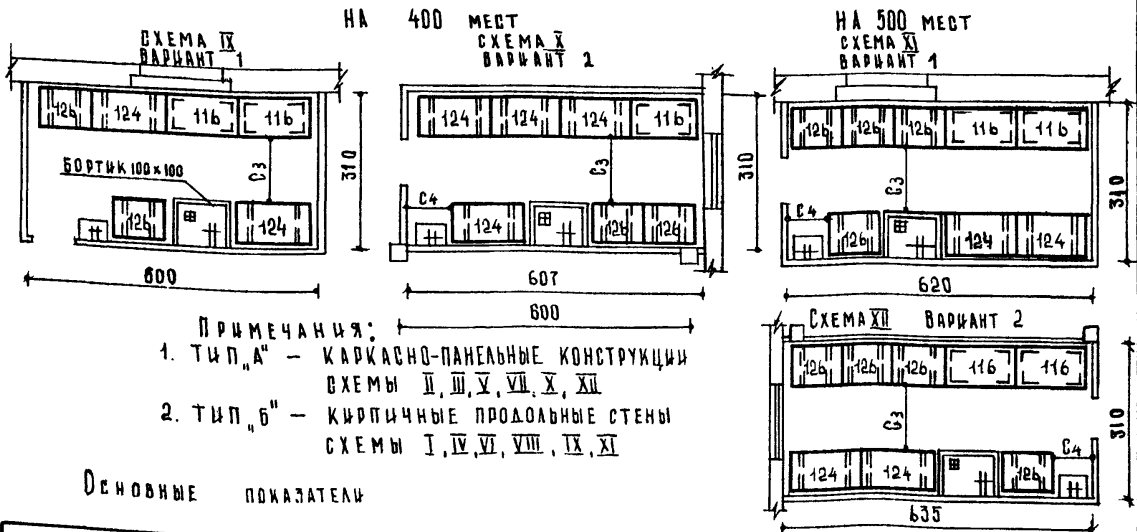 НА 400 МЕСТ
СХЕМА IX
ВАРИАНТ 1
126 124 116 116
БОРТИК 100х100
С3
310
126 124
600
СХЕМА X
ВАРИАНТ 2
124 124 124 116
С3
310
С4
124 126 124
607
600
НА 500 МЕСТ
СХЕМА XI
ВАРИАНТ 1
126 126 126 116 116
С3
310
С4
126 124 124
620
СХЕМА XII ВАРИАНТ 2
126 126 126 116 116
С3
310
С4
124 124 126
635
ПРИМЕЧАНИЯ:
1. ТИП „А" – КАРКАСНО-ПАНЕЛЬНЫЕ КОНСТРУКЦИИ
СХЕМЫ II, III, V, VII, X, XII
2. ТИП „Б" – КИРПИЧНЫЕ ПРОДОЛЬНЫЕ СТЕНЫ
СХЕМЫ I, IV, VI, VIII, IX, XI
ОСНОВНЫЕ ПОКАЗАТЕЛИ